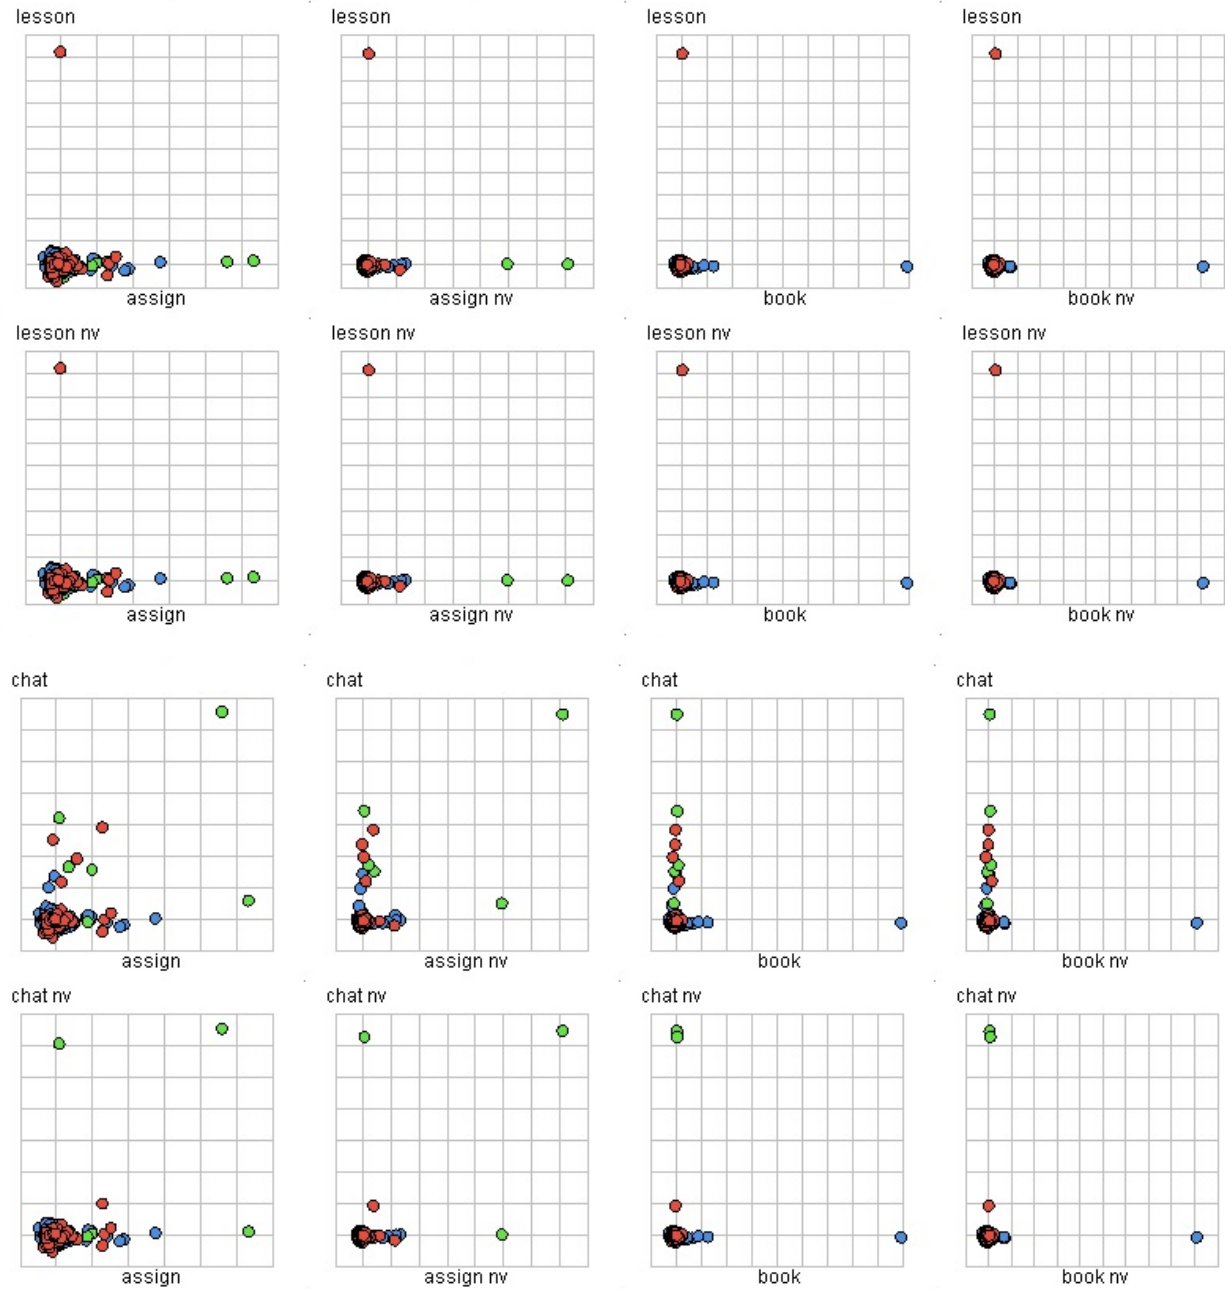 lesson lesson lesson lesson
assign assign nv book book nv
lesson nv lesson nv lesson nv lesson nv
assign assign nv book book nv
chat chat chat chat
assign assign nv book book nv
chat nv chat nv chat nv chat nv
assign assign nv book book nv